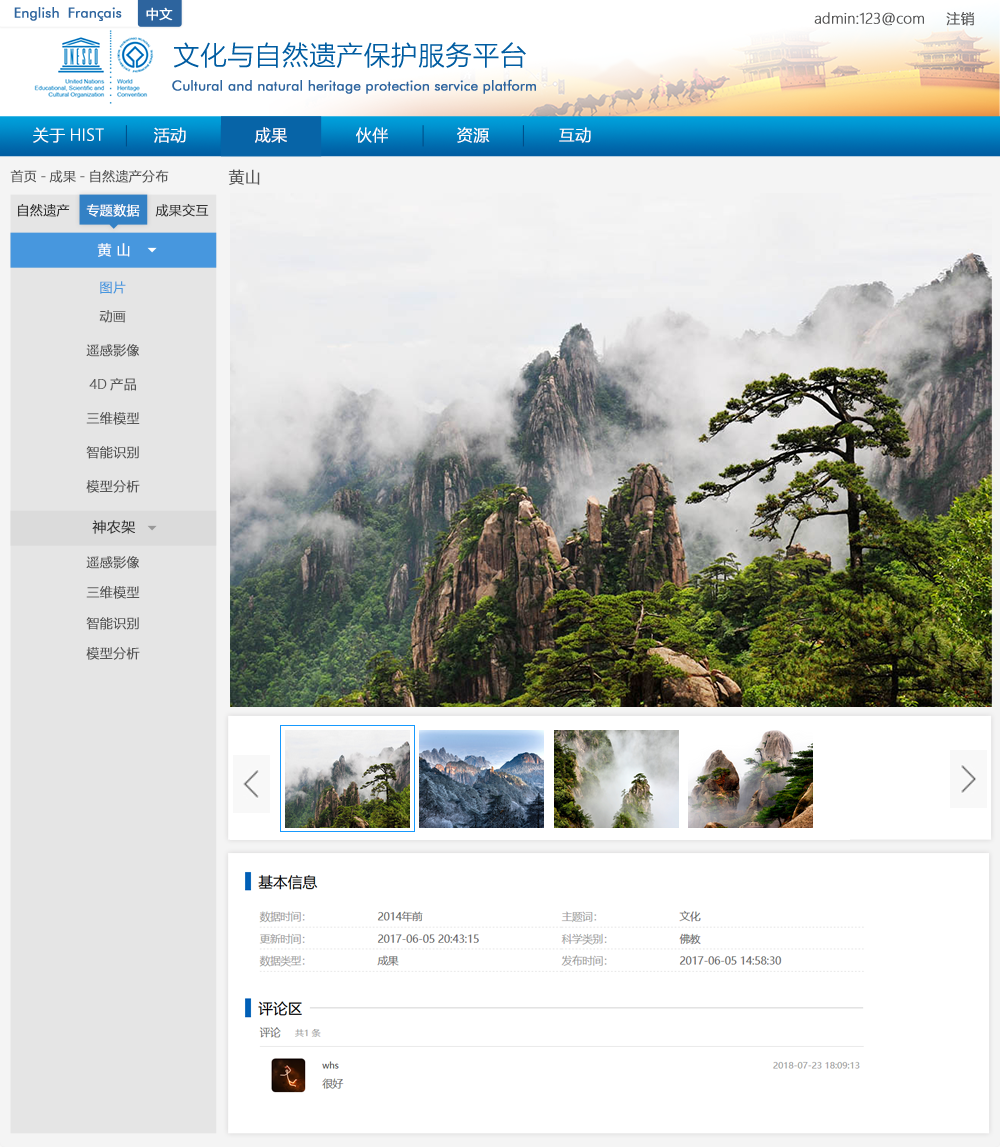 English Français 中文
admin:123@com 注销
UNESCO
United Nations
Educational, Scientific and
Cultural Organization
World
Heritage
Convention
文化与自然遗产保护服务平台
Cultural and natural heritage protection service platform
关于 HIST 活动 成果 伙伴 资源 互动
首页 - 成果 - 自然遗产分布
黄山
自然遗产 专题数据 成果交互
黄 山
图片
动画
遥感影像
4D 产品
三维模型
智能识别
模型分析
神农架
遥感影像
三维模型
智能识别
模型分析
基本信息
数据时间: 2014年前 主题词: 文化
更新时间: 2017-06-05 20:43:15 科学类别: 佛教
数据类型: 成果 发布时间: 2017-06-05 14:58:30
评论区
评论 共1 条
whs 2018-07-23 18:09:13
很好